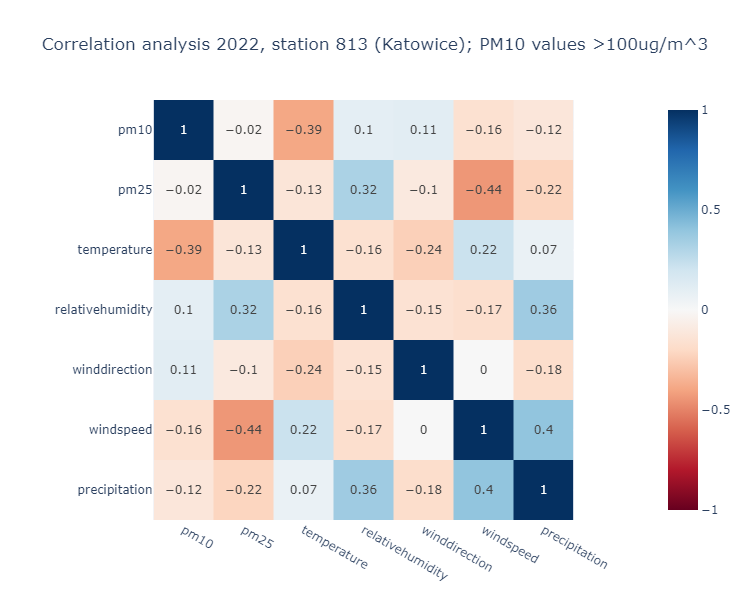 Correlation analysis 2022, station 813 (Katowice); PM10 values >100ug/m^3
pm10 1 −0.02 −0.39 0.1 0.11 −0.16 −0.12
pm25 −0.02 1 −0.13 0.32 −0.1 −0.44 −0.22
temperature −0.39 −0.13 1 −0.16 −0.24 0.22 0.07
relativehumidity 0.1 0.32 −0.16 1 −0.15 −0.17 0.36
winddirection 0.11 −0.1 −0.24 −0.15 1 0 −0.18
windspeed −0.16 −0.44 0.22 −0.17 0 1 0.4
precipitation −0.12 −0.22 0.07 0.36 −0.18 0.4 1
pm10 pm25 temperature relativehumidity winddirection windspeed precipitation
1
0.5
0
−0.5
−1